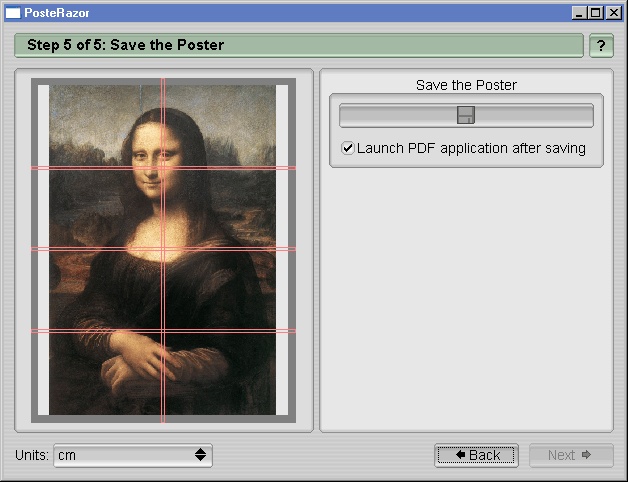 PosteRazor
Step 5 of 5: Save the Poster
?
Save the Poster
Launch PDF application after saving
Units: cm
Back
Next